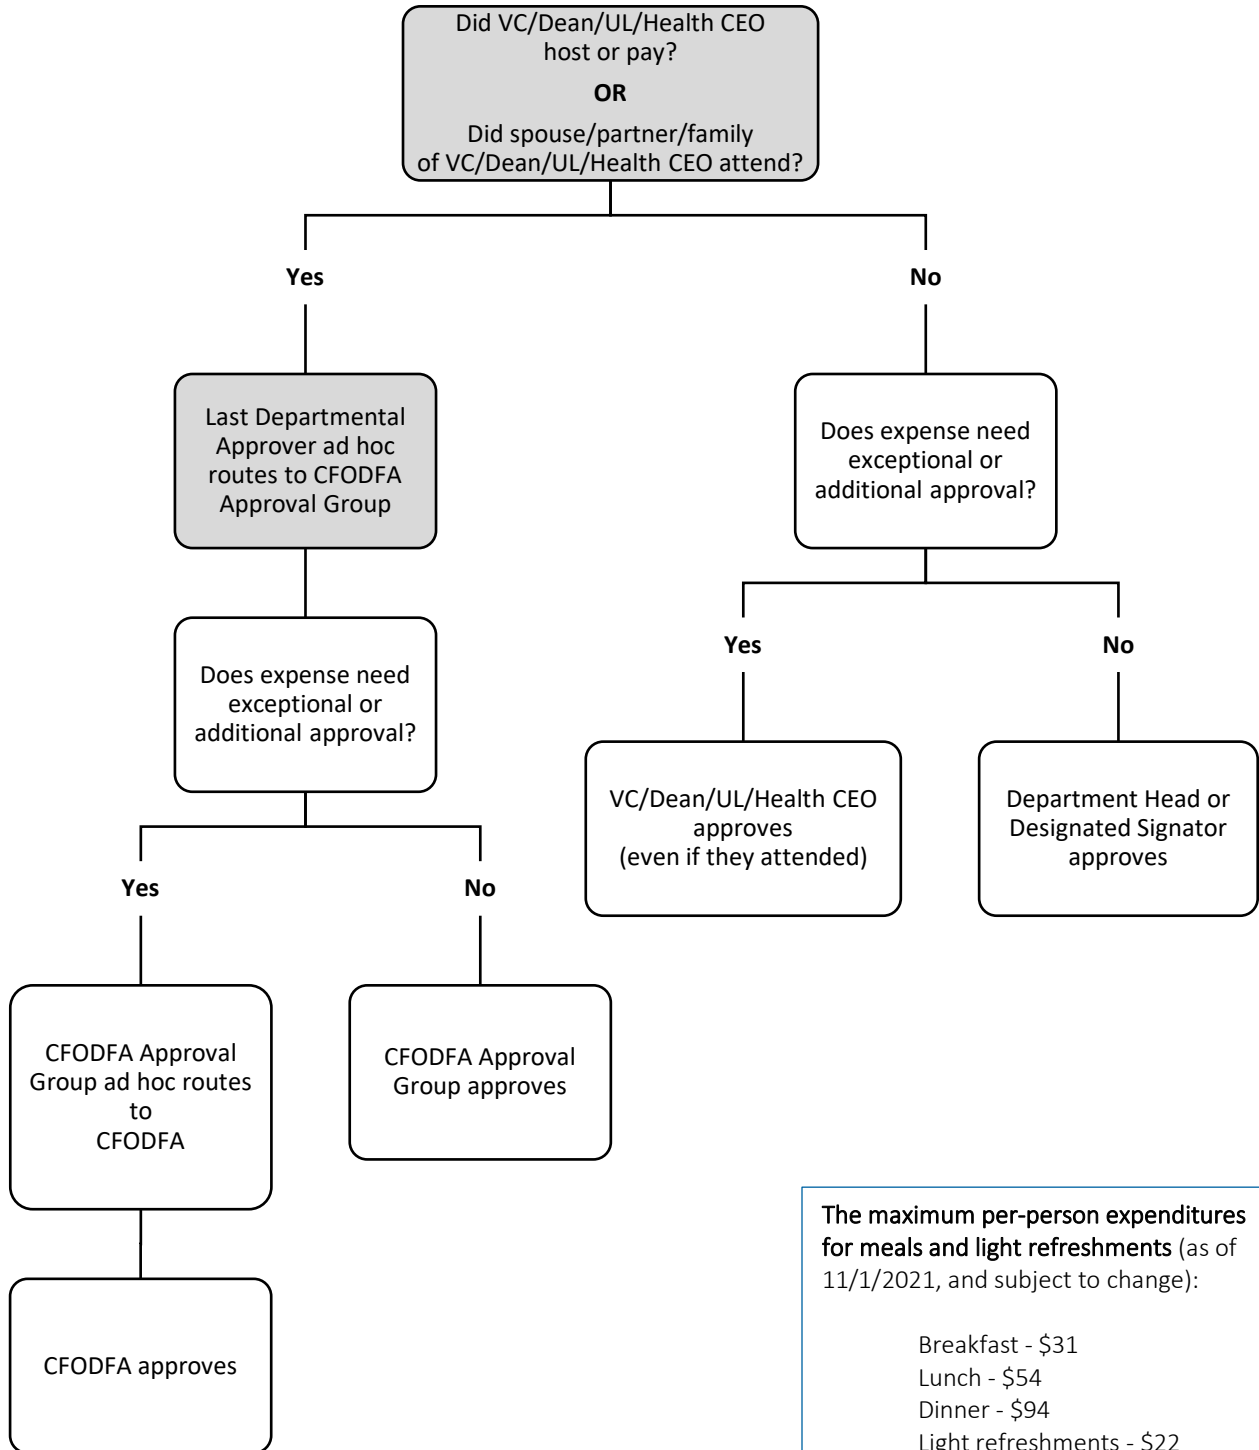 Did VC/Dean/UL/Health CEO
host or pay?
OR
Did spouse/partner/family
of VC/Dean/UL/Health CEO attend?
Yes
No
Last Departmental
Approver ad hoc
routes to CFODFA
Approval Group
Does expense need
exceptional or
additional approval?
Does expense need
exceptional or
additional approval?
Yes
No
VC/Dean/UL/Health CEO
approves
(even if they attended)
Department Head or
Designated Signator
approves
Yes
No
CFODFA Approval
Group ad hoc routes
to
CFODFA
CFODFA Approval
Group approves
CFODFA approves
The maximum per-person expenditures
for meals and light refreshments (as of
11/1/2021, and subject to change):
Breakfast - $31
Lunch - $54
Dinner - $94
Light refreshments - $22